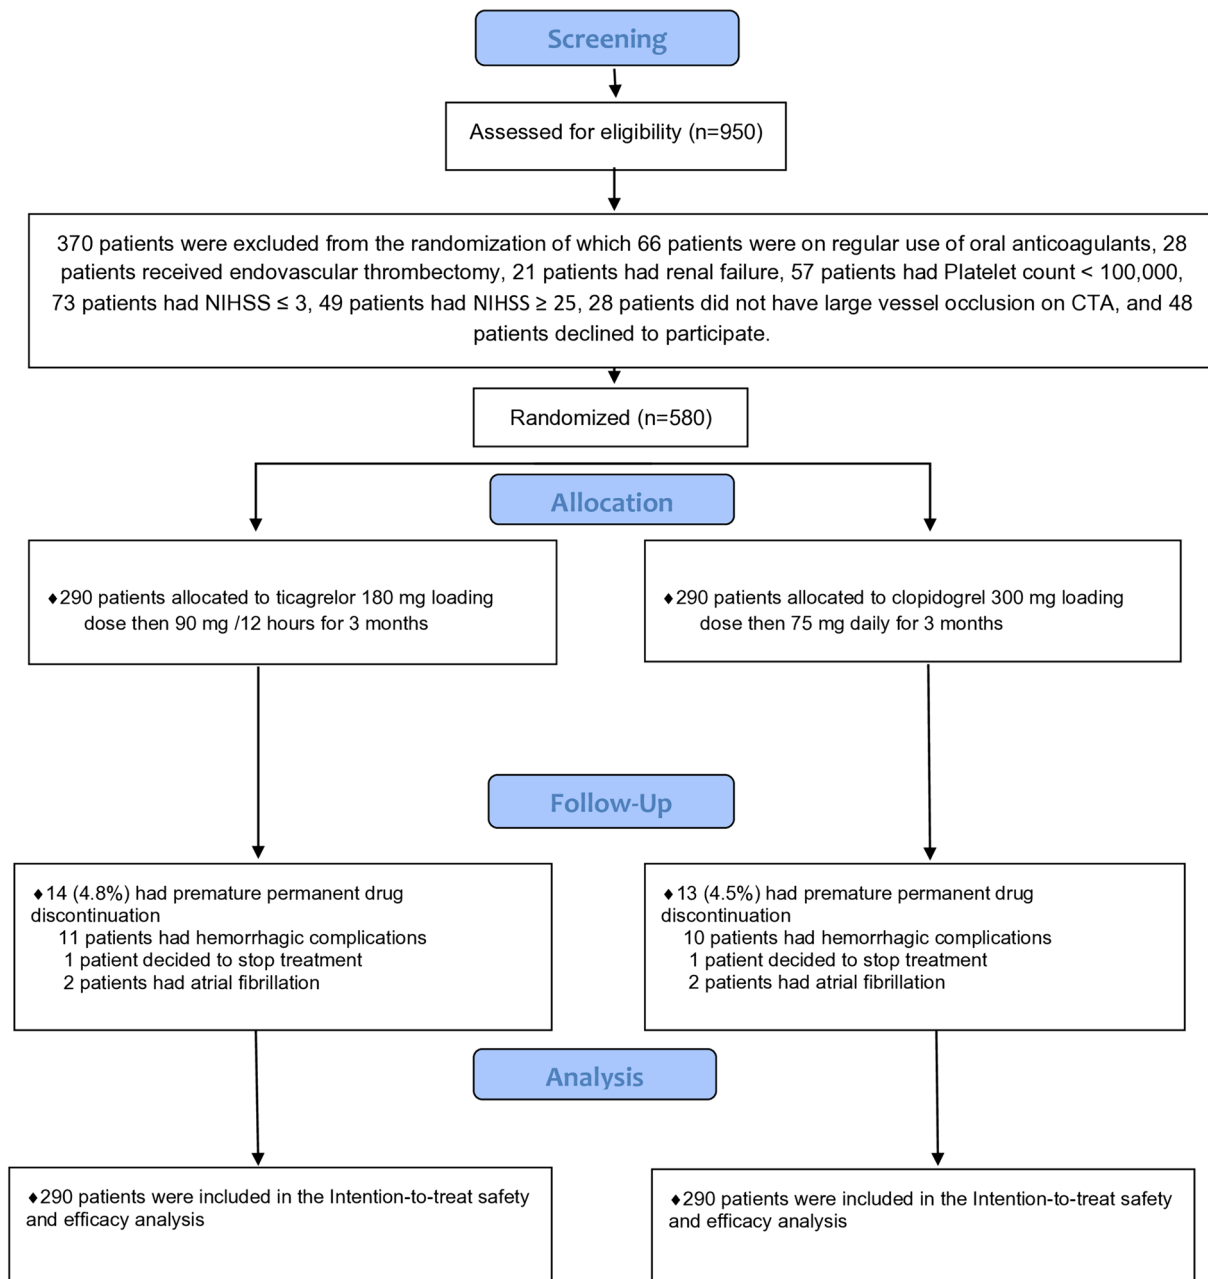 Screening
Assessed for eligibility (n=950)
370 patients were excluded from the randomization of which 66 patients were on regular use of oral anticoagulants, 28
patients received endovascular thrombectomy, 21 patients had renal failure, 57 patients had Platelet count < 100,000,
73 patients had NIHSS ≤ 3, 49 patients had NIHSS ≥ 25, 28 patients did not have large vessel occlusion on CTA, and 48
patients declined to participate.
Randomized (n=580)
Allocation
♦290 patients allocated to ticagrelor 180 mg loading
dose then 90 mg /12 hours for 3 months
♦290 patients allocated to clopidogrel 300 mg loading
dose then 75 mg daily for 3 months
Follow-Up
♦14 (4.8%) had premature permanent drug
discontinuation
11 patients had hemorrhagic complications
1 patient decided to stop treatment
2 patients had atrial fibrillation
♦13 (4.5%) had premature permanent drug
discontinuation
10 patients had hemorrhagic complications
1 patient decided to stop treatment
2 patients had atrial fibrillation
Analysis
♦290 patients were included in the Intention-to-treat safety
and efficacy analysis
♦290 patients were included in the Intention-to-treat safety
and efficacy analysis